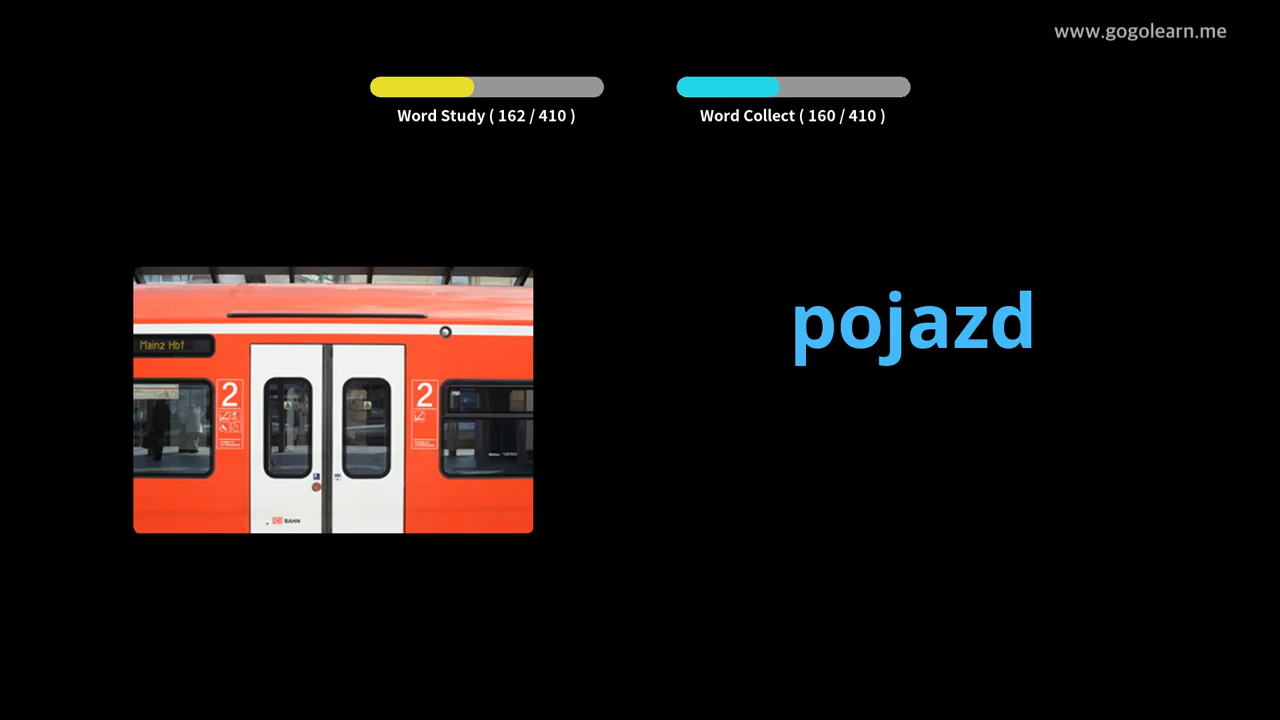 www.gogolearn.me
Word Study ( 162 / 410 )
Word Collect ( 160 / 410 )
pojazd
Mainz Hbf
2
2
DB BAHN